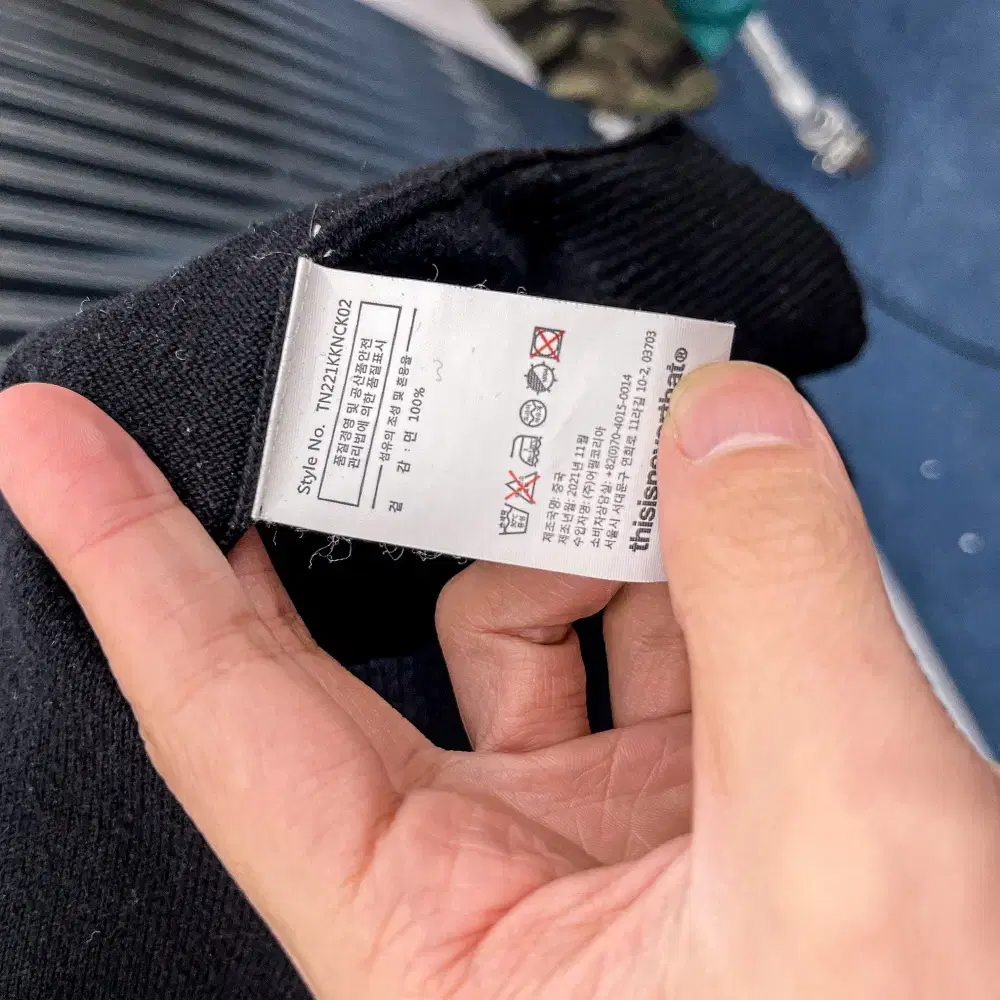 Style No. TN221KKNCK02
품질경영 및 공산품안전
관리법에 의한 품질표시
섬유의 조성 및 혼용율
겉 감 : 면 100%
제조국명: 중국
제조년월: 2021년 11월
수입자명: (주)어필코리아
소비자상담실: +82(0)70-4015-0014
서울시 서대문구 연희로 11라길 10-2, 03703
thisisneverthat®